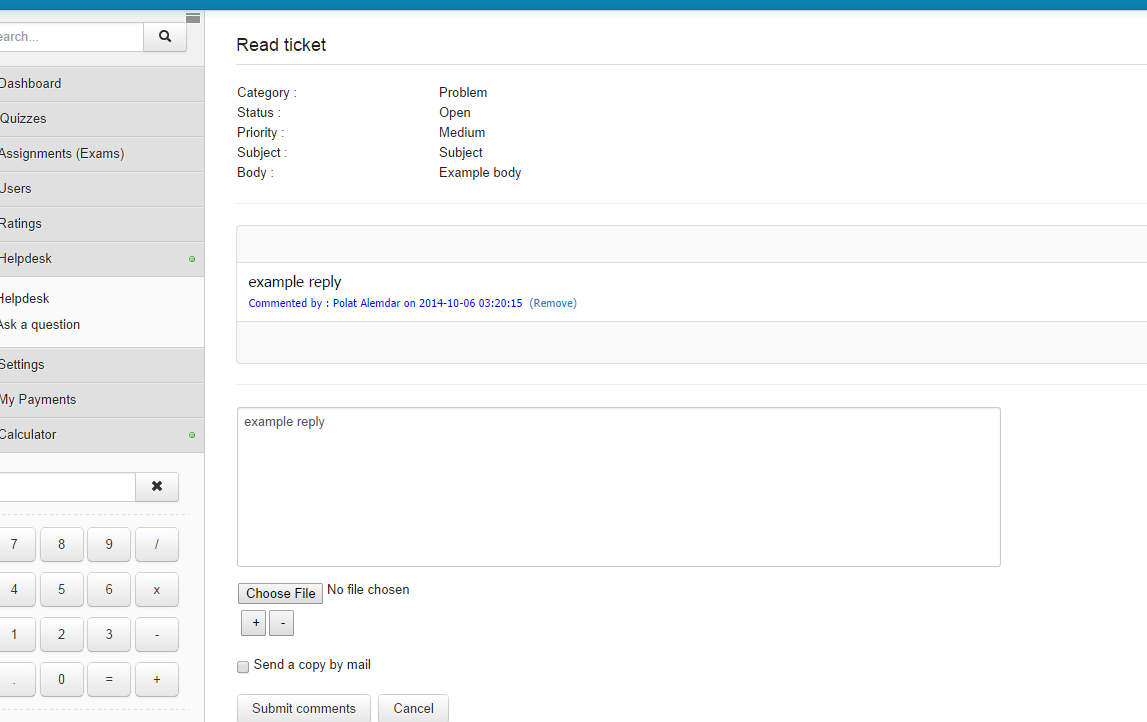 earch...
Dashboard
Quizzes
Assignments (Exams)
Users
Ratings
Helpdesk
Helpdesk
Ask a question
Settings
My Payments
Calculator
7 8 9 /
4 5 6 x
1 2 3 -
. 0 = +
Read ticket
Category : Problem
Status : Open
Priority : Medium
Subject : Subject
Body : Example body
example reply
Commented by : Polat Alemdar on 2014-10-06 03:20:15 (Remove)
example reply
Choose File No file chosen
+ -
Send a copy by mail
Submit comments Cancel